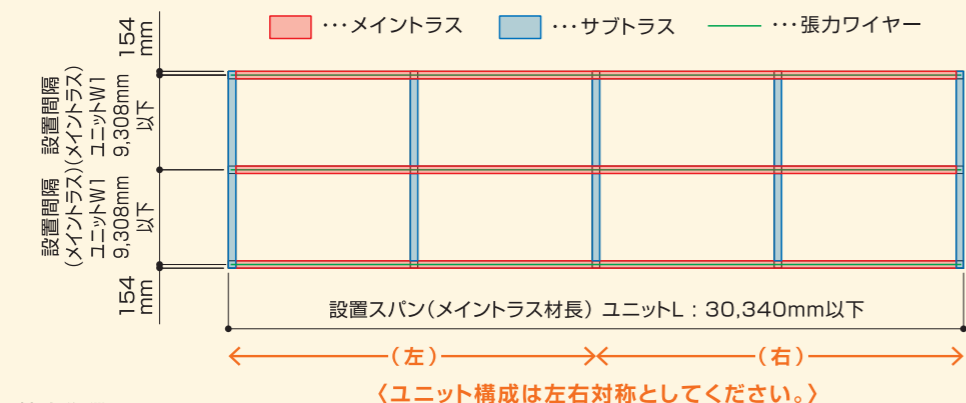 …メイントラス …サブトラス …張力ワイヤー
154
mm
設置間隔
(メイントラス)
ユニットW1
9,308mm
以下
設置間隔
(メイントラス)
ユニットW1
9,308mm
以下
154
mm
設置スパン(メイントラス材長) ユニットL:30,340mm以下
(左) (右)
〈ユニット構成は左右対称としてください。〉